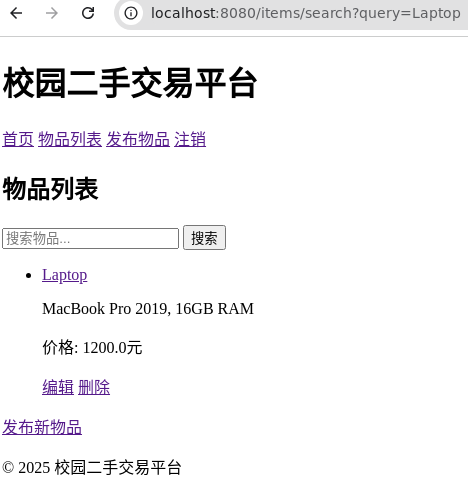 localhost:8080/items/search?query=Laptop
校园二手交易平台
首页 物品列表 发布物品 注销
物品列表
搜索物品... 搜索
Laptop
MacBook Pro 2019, 16GB RAM
价格: 1200.0元
编辑 删除
发布新物品
© 2025 校园二手交易平台